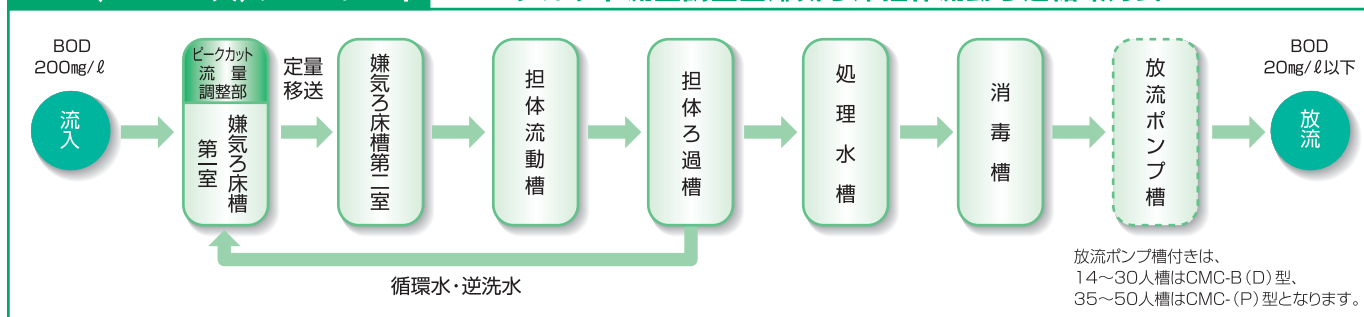 BOD
200mg/ℓ
流入
ピークカット
流量
調整部
嫌気ろ床槽
第一室
定量
移送
嫌気ろ床槽第二室
担体流動槽
担体ろ過槽
処理水槽
消毒槽
放流ポンプ槽
BOD
20mg/ℓ以下
放流
循環水・逆洗水
放流ポンプ槽付きは、
14〜30人槽はCMC-B(D)型、
35〜50人槽はCMC-(P)型となります。